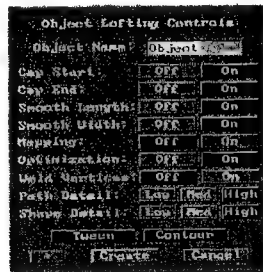 Object Lofting Controls
Object Name: Object
Cap Start: Off On
Cap End: Off On
Smooth Length: Off On
Smooth Width: Off On
Mapping: Off On
Optimization: Off On
Weld Vertices: Off On
Path Detail: Low Med High
Shape Detail: Low Med High
Tween Contour
Create Cancel